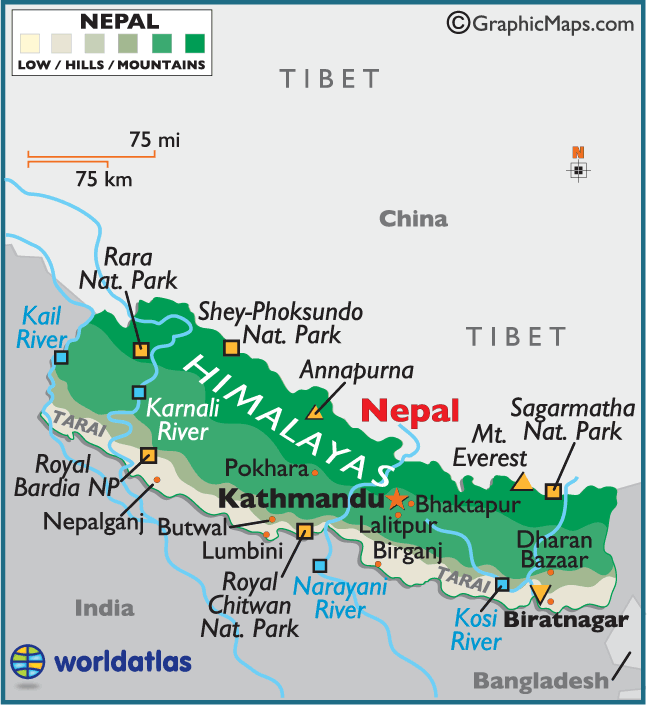 NEPAL
LOW / HILLS / MOUNTAINS
©GraphicMaps.com
TIBET
75 mi
75 km
N
China
Rara
Nat. Park
Shey-Phoksundo
Nat. Park
Kail
River
TIBET
Annapurna
HIMALAYAS
Nepal
Sagarmatha
Nat. Park
Mt.
Everest
Karnali
River
TARAI
Royal
Bardia NP
Pokhara
Kathmandu
Bhaktapur
Lalitpur
Nepalganj
Butwal
Lumbini
Birganj
Dharan
Bazaar
TARAI
Royal
Chitwan
Nat. Park
Narayani
River
Kosi
River
Biratnagar
India
worldatlas
Bangladesh